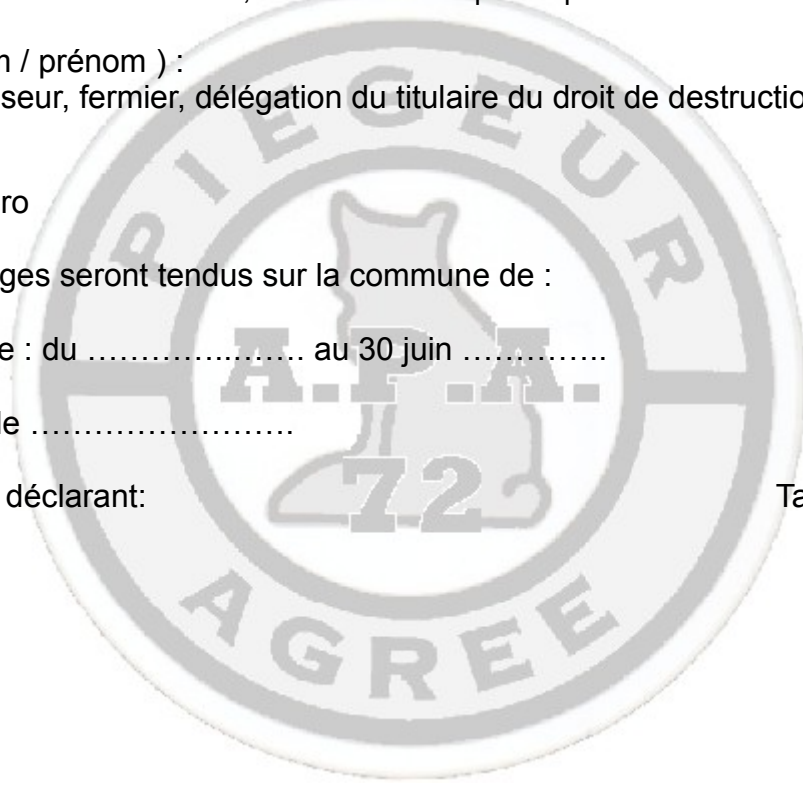 m / prénom ) :
seur, fermier, délégation du titulaire du droit de destructio
ro
ges seront tendus sur la commune de :
e : du ………………… au 30 juin …………..
le …………………….
déclarant:
Ta
PIEGEUR
A.P.A.
72
AGREE